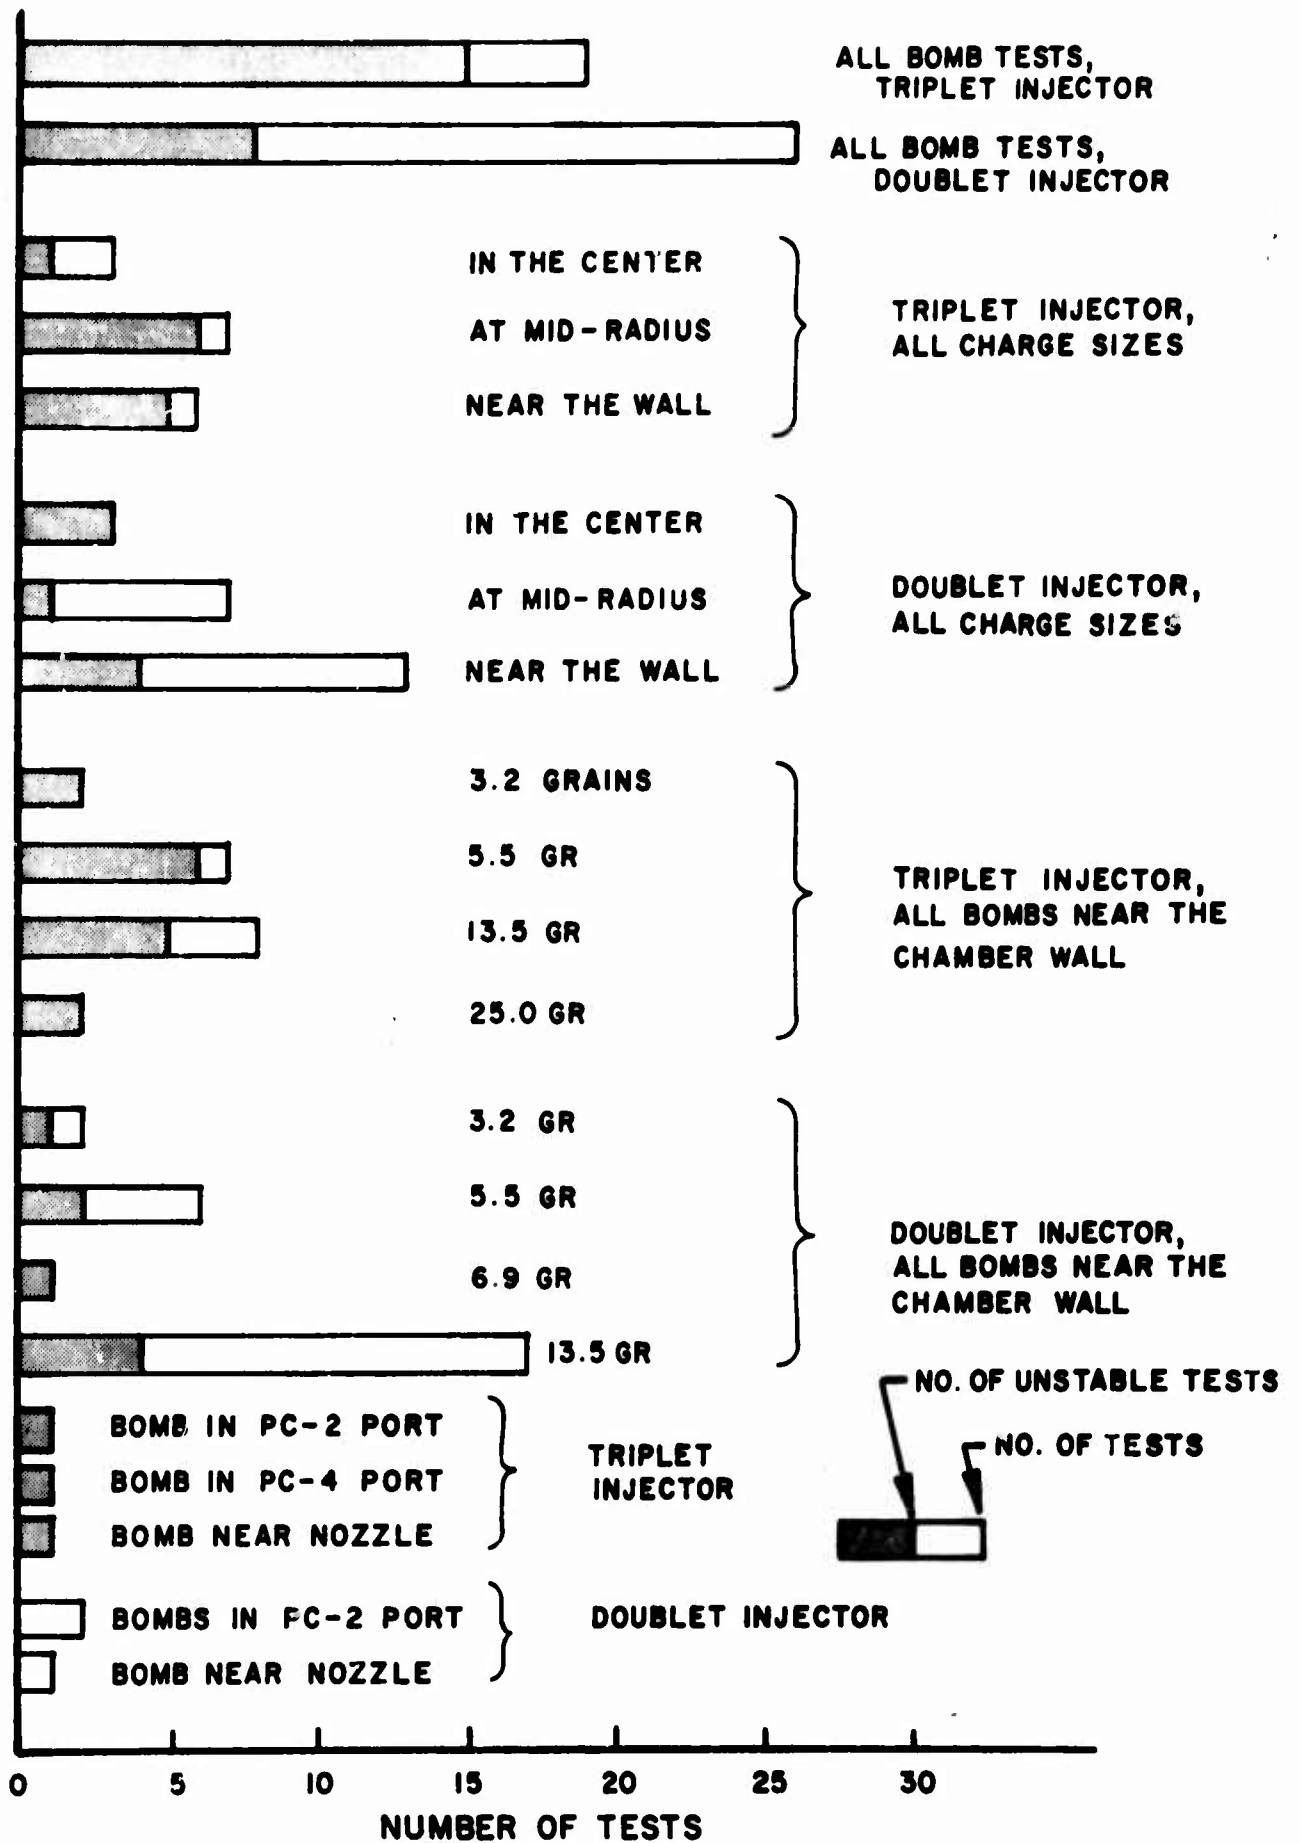 ALL BOMB TESTS,
TRIPLET INJECTOR
ALL BOMB TESTS,
DOUBLET INJECTOR
IN THE CENTER
AT MID-RADIUS
NEAR THE WALL
TRIPLET INJECTOR,
ALL CHARGE SIZES
IN THE CENTER
AT MID-RADIUS
NEAR THE WALL
DOUBLET INJECTOR,
ALL CHARGE SIZES
3.2 GRAINS
5.5 GR
13.5 GR
25.0 GR
TRIPLET INJECTOR,
ALL BOMBS NEAR THE
CHAMBER WALL
3.2 GR
5.5 GR
6.9 GR
13.5 GR
DOUBLET INJECTOR,
ALL BOMBS NEAR THE
CHAMBER WALL
NO. OF UNSTABLE TESTS
NO. OF TESTS
BOMB IN PC-2 PORT
BOMB IN PC-4 PORT
BOMB NEAR NOZZLE
TRIPLET
INJECTOR
BOMBS IN PC-2 PORT
BOMB NEAR NOZZLE
DOUBLET INJECTOR
0 5 10 15 20 25 30
NUMBER OF TESTS